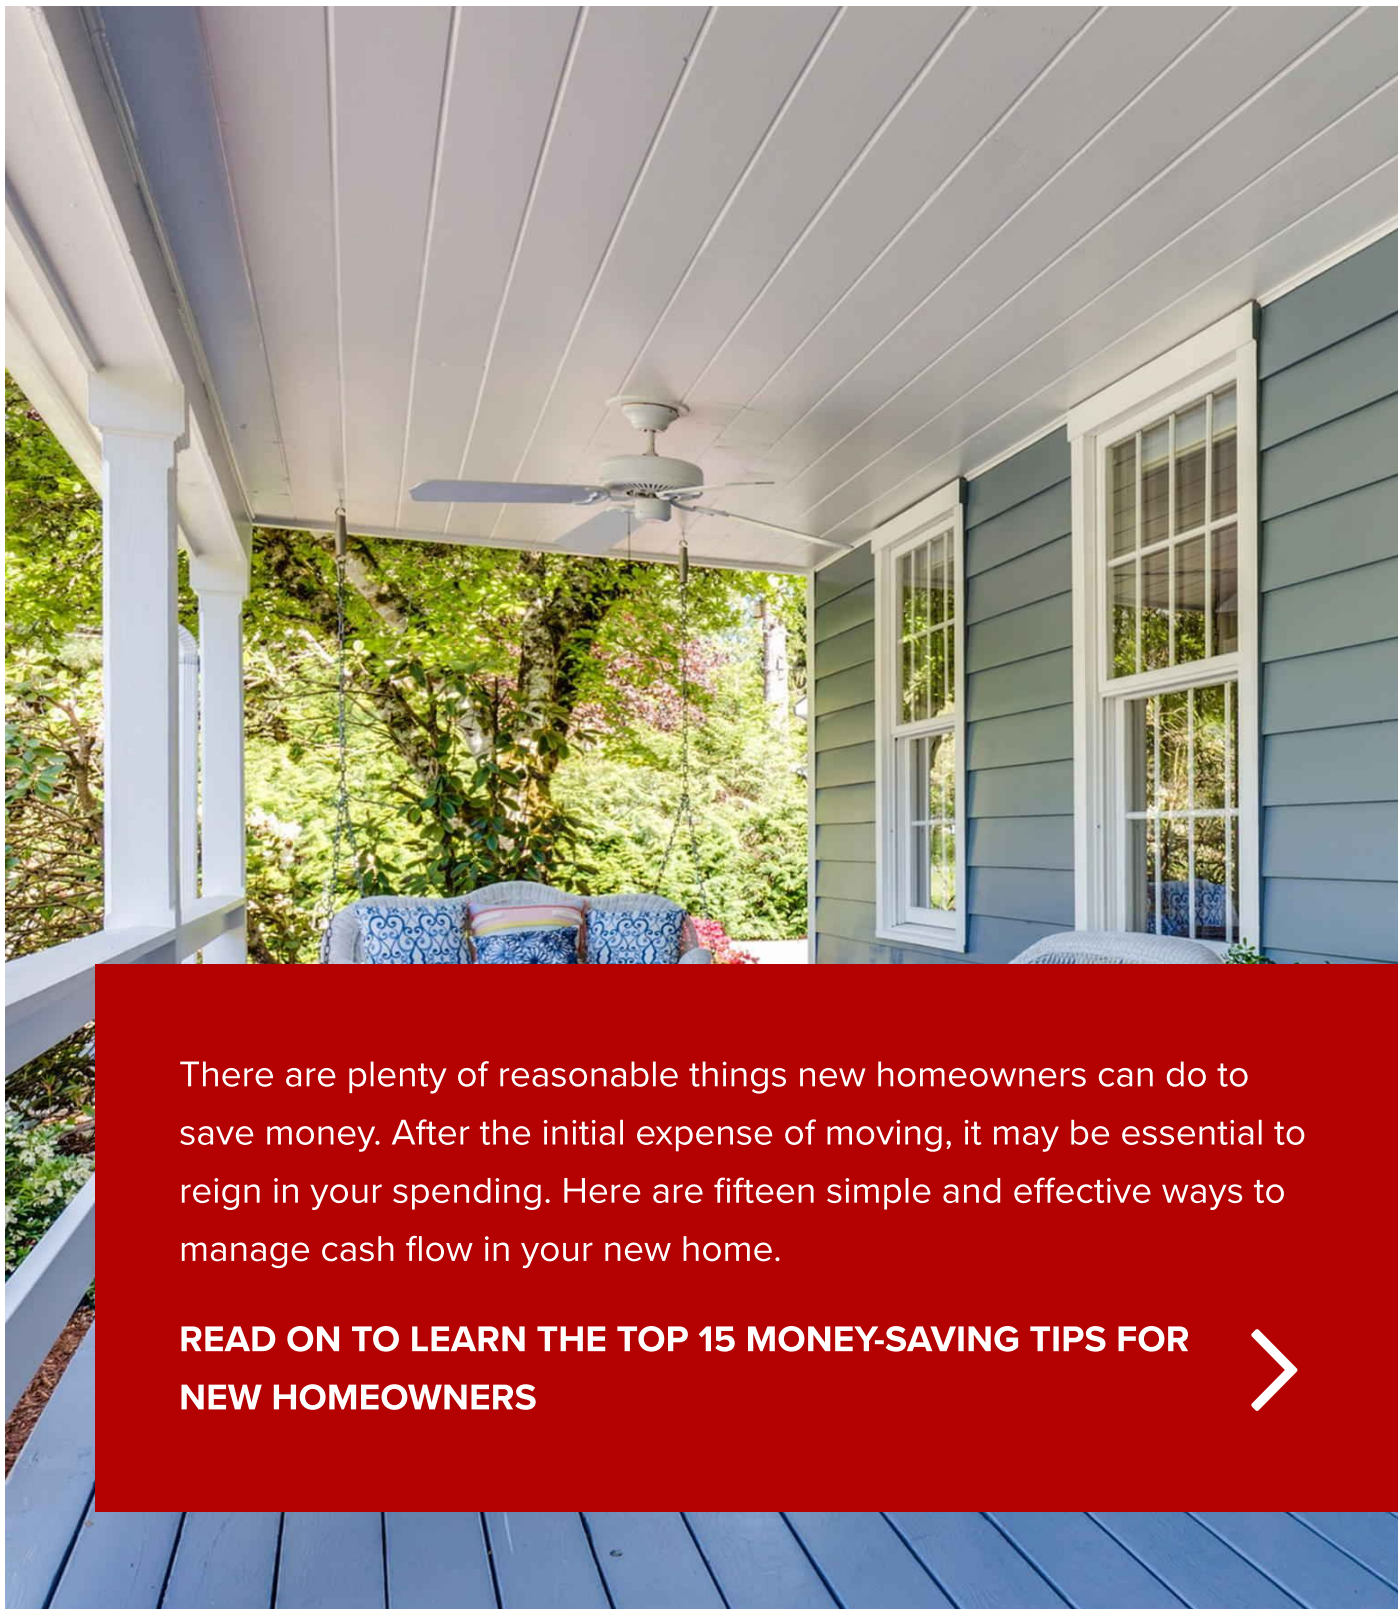 There are plenty of reasonable things new homeowners can do to
save money. After the initial expense of moving, it may be essential to
reign in your spending. Here are fifteen simple and effective ways to
manage cash flow in your new home.
READ ON TO LEARN THE TOP 15 MONEY-SAVING TIPS FOR
NEW HOMEOWNERS